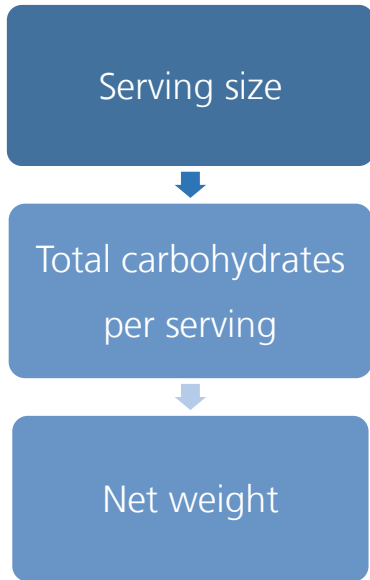 Serving size
Total carbohydrates
per serving
Net weight